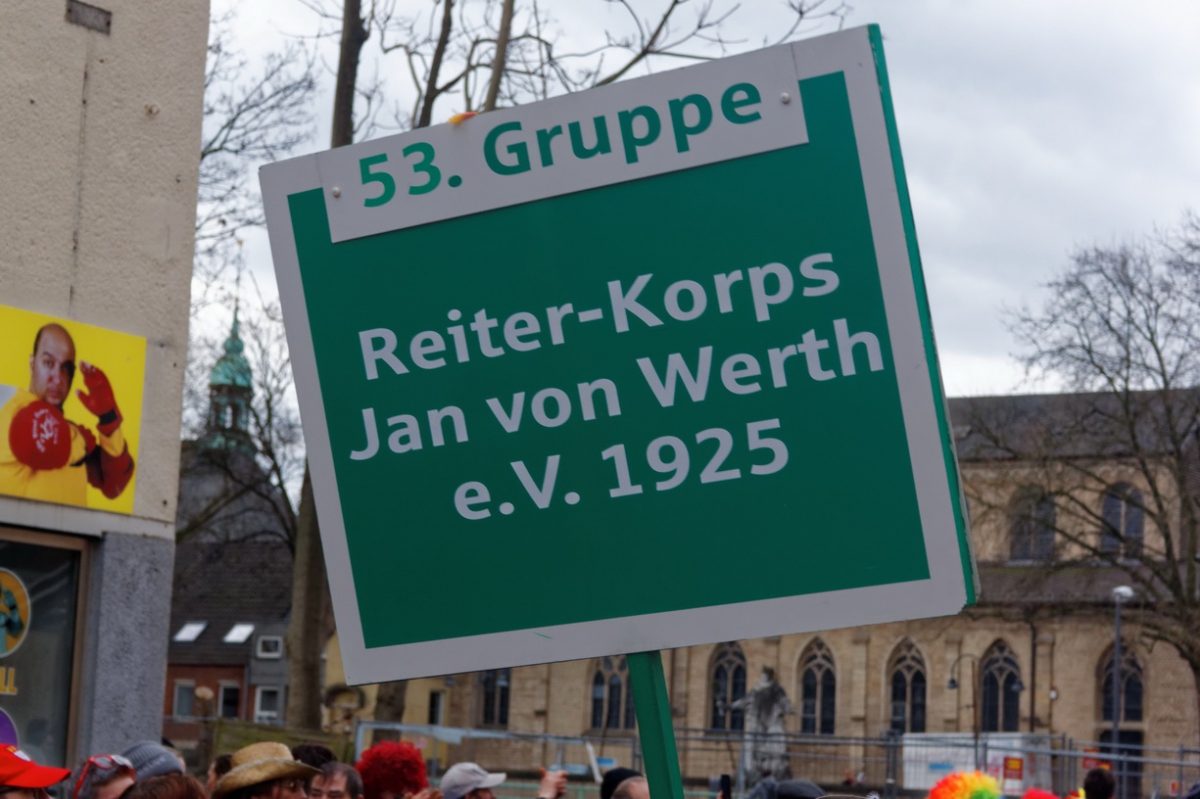 53. Gruppe
Reiter-Korps
Jan von Werth
e.V. 1925